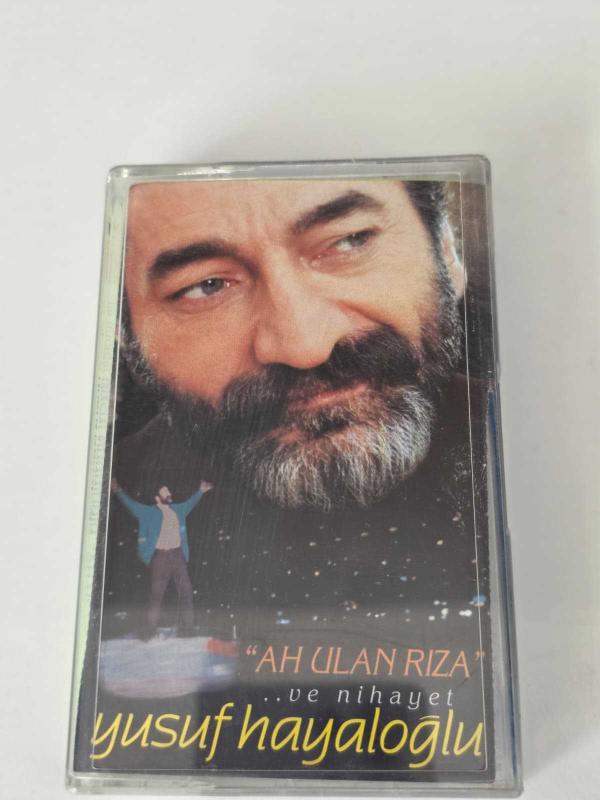 "AH ULAN RIZA"
..ve nihayet
yusuf hayaloğlu